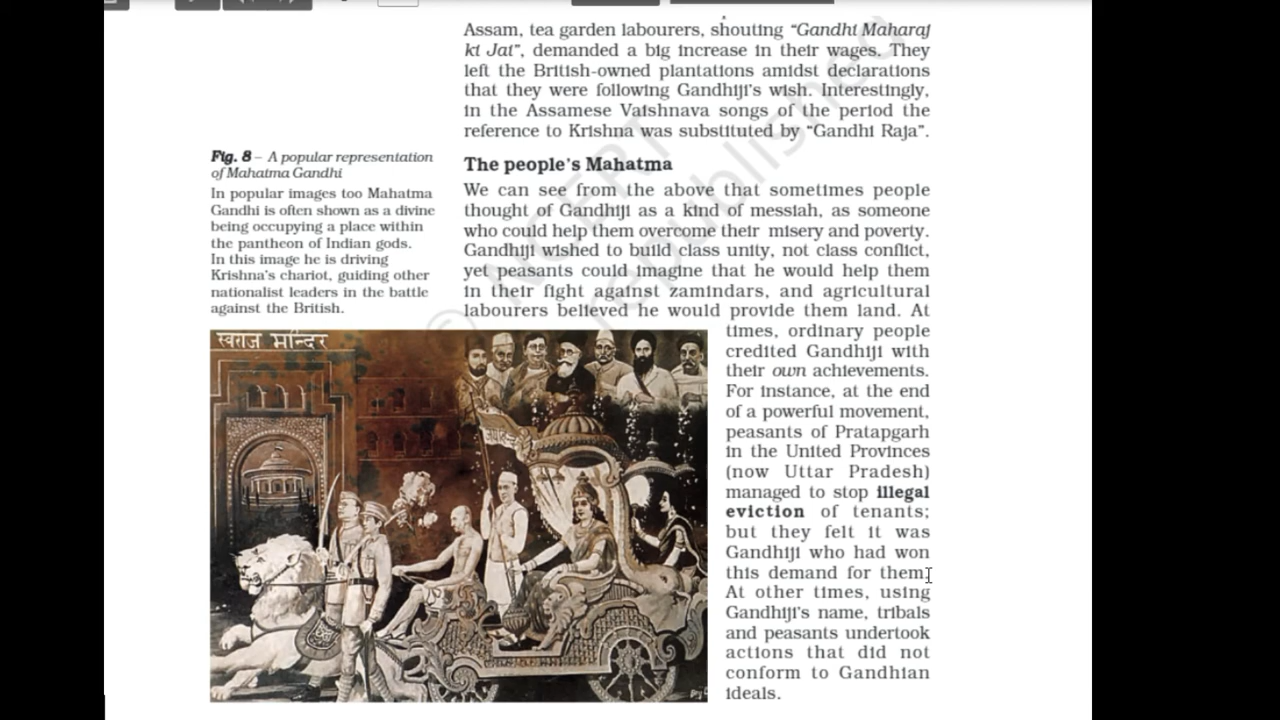 Assam, tea garden labourers, shouting “Gandhi Maharaj
ki Jai”, demanded a big increase in their wages. They
left the British-owned plantations amidst declarations
that they were following Gandhiji’s wish. Interestingly,
in the Assamese Vaishnava songs of the period the
reference to Krishna was substituted by “Gandhi Raja”.
Fig. 8 – A popular representation
of Mahatma Gandhi
In popular images too Mahatma
Gandhi is often shown as a divine
being occupying a place within
the pantheon of Indian gods.
In this image he is driving
Krishna’s chariot, guiding other
nationalist leaders in the battle
against the British.
The people’s Mahatma
We can see from the above that sometimes people
thought of Gandhiji as a kind of messiah, as someone
who could help them overcome their misery and poverty.
Gandhiji wished to build class unity, not class conflict,
yet peasants could imagine that he would help them
in their fight against zamindars, and agricultural
labourers believed he would provide them land. At
times, ordinary people
credited Gandhiji with
their own achievements.
For instance, at the end
of a powerful movement,
peasants of Pratapgarh
in the United Provinces
(now Uttar Pradesh)
managed to stop illegal
eviction of tenants;
but they felt it was
Gandhiji who had won
this demand for them.
At other times, using
Gandhiji’s name, tribals
and peasants undertook
actions that did not
conform to Gandhian
ideals.
स्वराज मन्दिर
© NCERT
republished